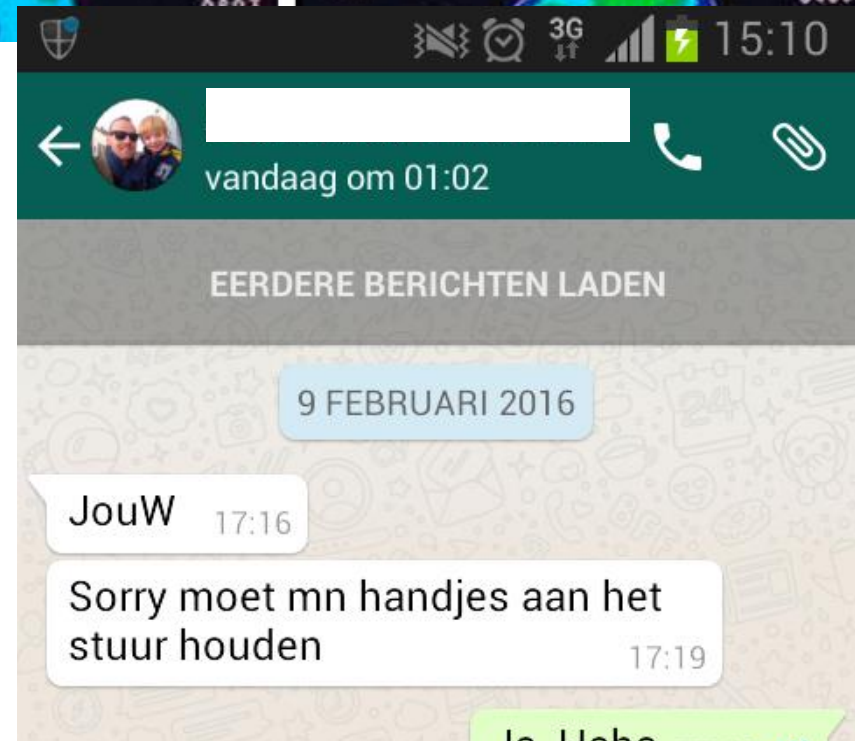 3G 15:10
vandaag om 01:02
EERDERE BERICHTEN LADEN
9 FEBRUARI 2016
JouW 17:16
Sorry moet mn handjes aan het
stuur houden 17:19